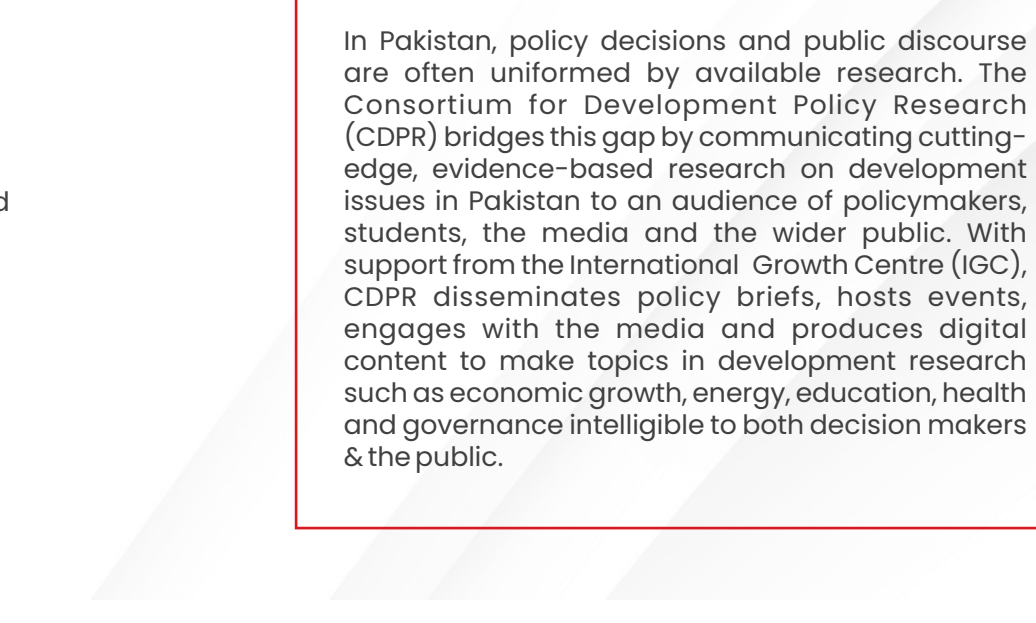 In Pakistan, policy decisions and public discourse
are often uniformed by available research. The
Consortium for Development Policy Research
(CDPR) bridges this gap by communicating cutting-
edge, evidence-based research on development
issues in Pakistan to an audience of policymakers,
students, the media and the wider public. With
support from the International Growth Centre (IGC),
CDPR disseminates policy briefs, hosts events,
engages with the media and produces digital
content to make topics in development research
such as economic growth, energy, education, health
and governance intelligible to both decision makers
& the public.